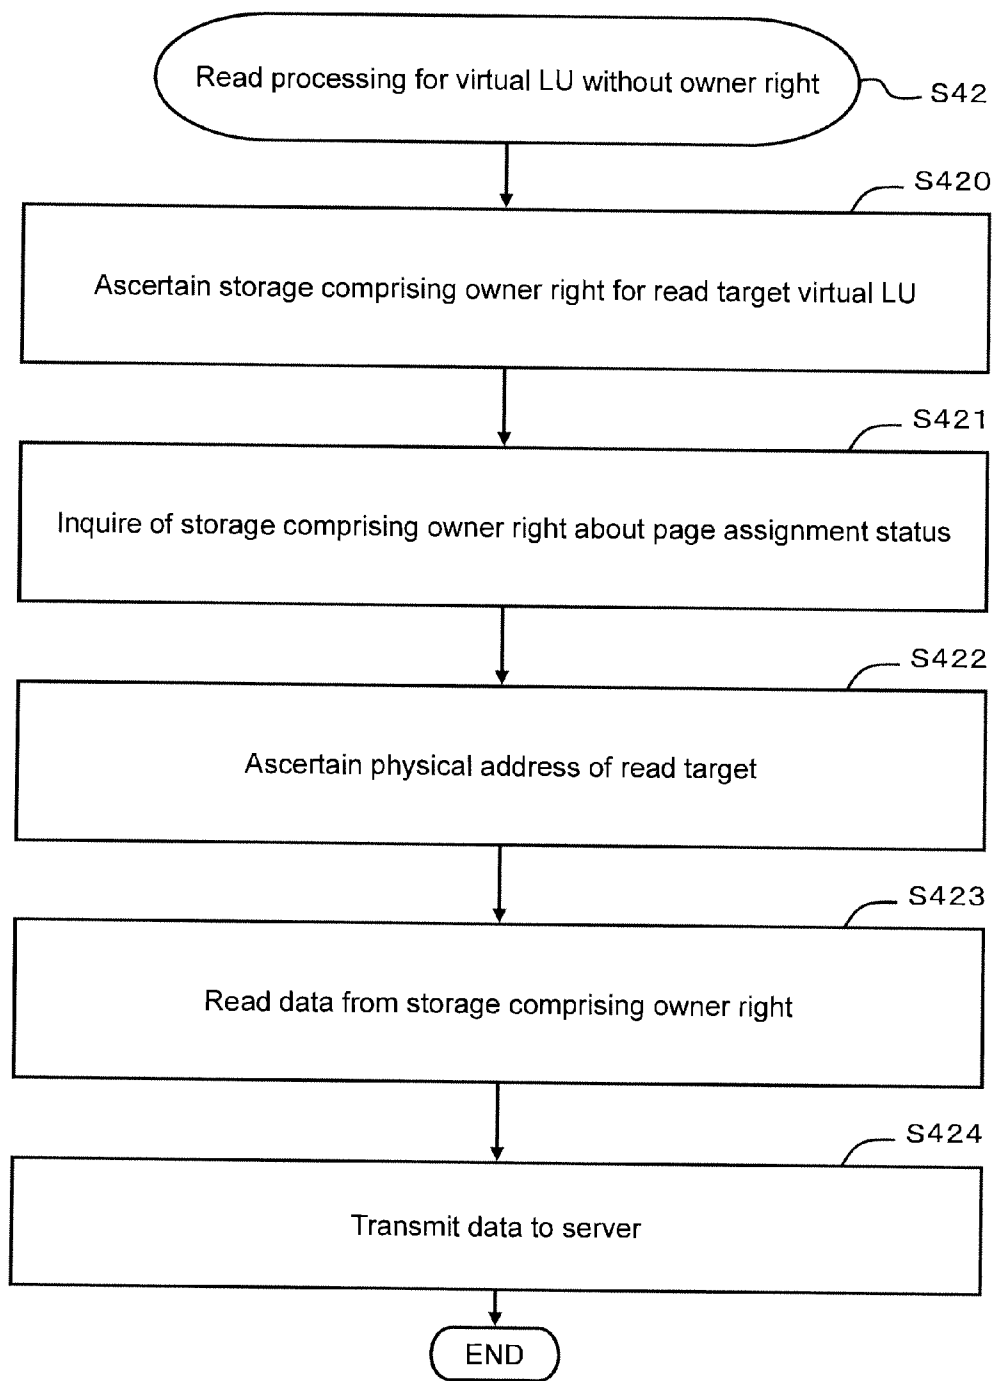 Read processing for virtual LU without owner right
S42
S420
Ascertain storage comprising owner right for read target virtual LU
S421
Inquire of storage comprising owner right about page assignment status
S422
Ascertain physical address of read target
S423
Read data from storage comprising owner right
S424
Transmit data to server
END